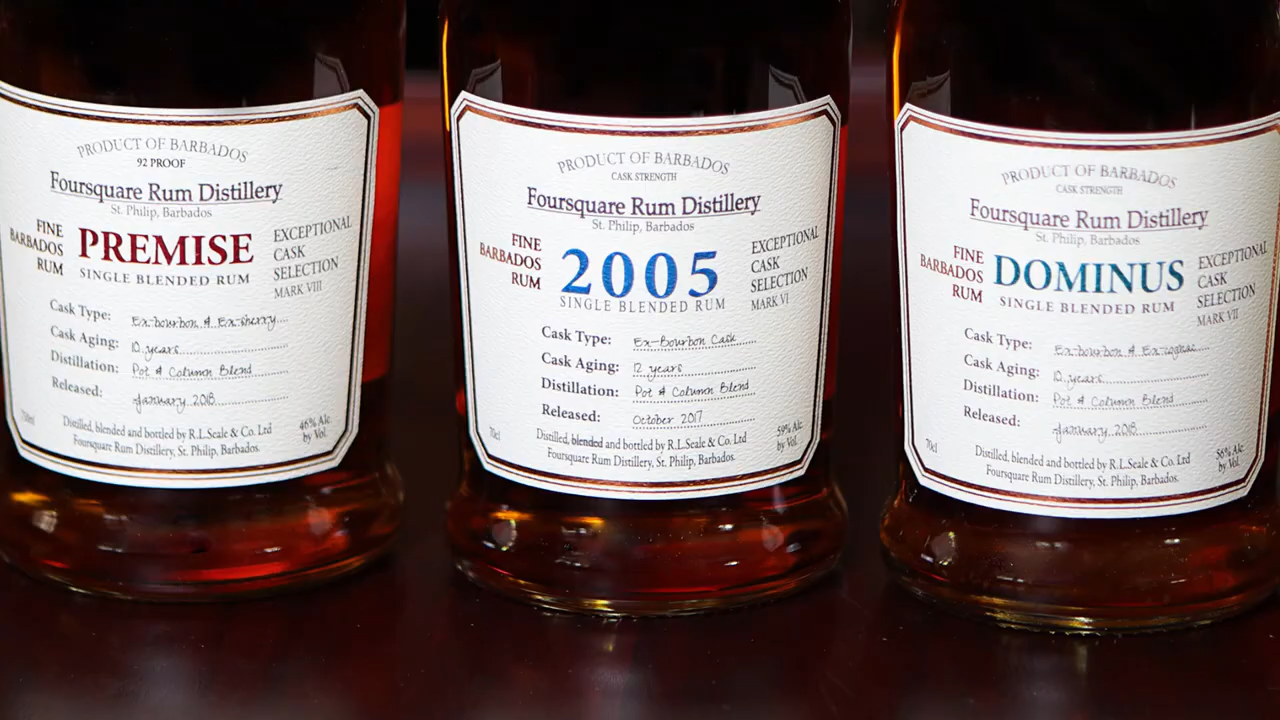 PRODUCT OF BARBADOS
92 PROOF
Foursquare Rum Distillery
St. Philip, Barbados
FINE
BARBADOS
RUM
PREMISE
SINGLE BLENDED RUM
EXCEPTIONAL
CASK
SELECTION
MARK VIII
Cask Type: Ex-bourbon & Ex-sherry
Cask Aging: 10 years
Distillation: Pot & Column Blend
Released: January 2018
Distilled, blended and bottled by R.L.Seale & Co. Ltd
Foursquare Rum Distillery, St. Philip, Barbados.
46% Alc
by Vol.
PRODUCT OF BARBADOS
CASK STRENGTH
Foursquare Rum Distillery
St. Philip, Barbados
FINE
BARBADOS
RUM
2005
SINGLE BLENDED RUM
EXCEPTIONAL
CASK
SELECTION
MARK VI
Cask Type: Ex-Bourbon Cask
Cask Aging: 12 years
Distillation: Pot & Column Blend
Released: October 2017
70cl
Distilled, blended and bottled by R.L.Seale & Co. Ltd
Foursquare Rum Distillery, St. Philip, Barbados.
59% Alc
by Vol.
PRODUCT OF BARBADOS
CASK STRENGTH
Foursquare Rum Distillery
St. Philip, Barbados
FINE
BARBADOS
RUM
DOMINUS
SINGLE BLENDED RUM
EXCEPTIONAL
CASK
SELECTION
MARK VII
Cask Type: Ex-bourbon & Ex-cognac
Cask Aging: 10 years
Distillation: Pot & Column Blend
Released: January 2018
70cl
Distilled, blended and bottled by R.L.Seale & Co. Ltd
Foursquare Rum Distillery, St. Philip, Barbados.
56% Alc.
by Vol.